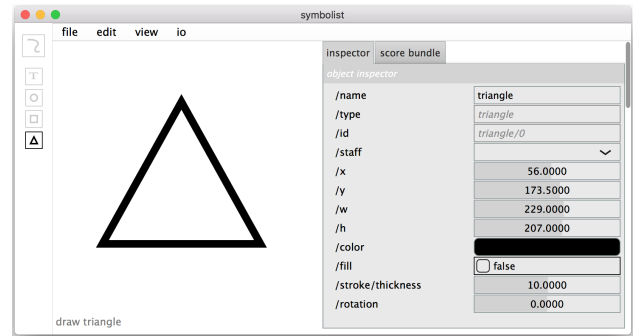 symbolist
file edit view io
inspector score bundle
T
object inspector
/name triangle
/type triangle
/id triangle/0
/staff
/x 56.0000
/y 173.5000
/w 229.0000
/h 207.0000
/color
/fill false
/stroke/thickness 10.0000
/rotation 0.0000
draw triangle